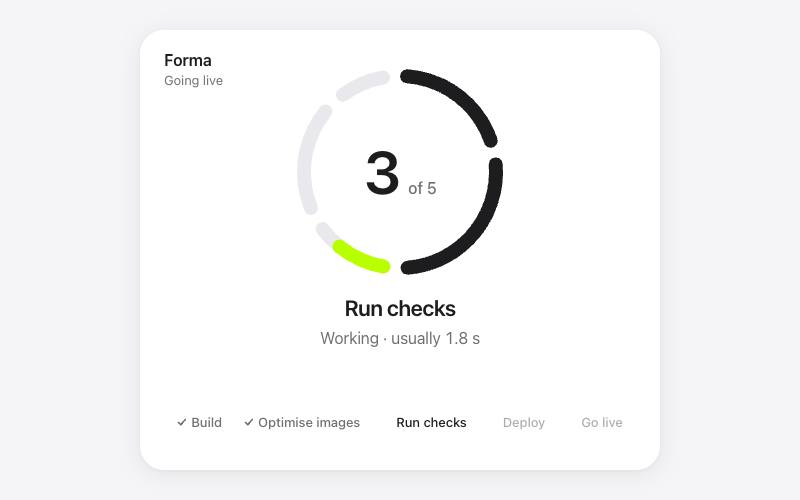 Forma
Going live
3 of 5
Run checks
Working · usually 1.8 s
✓ Build ✓ Optimise images Run checks Deploy Go live